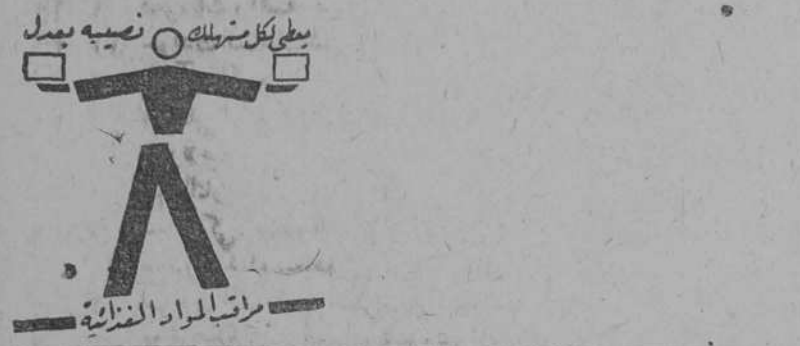 يعطي لكل مستهلك نصيبه بعدل
مراقب المواد الغذائية